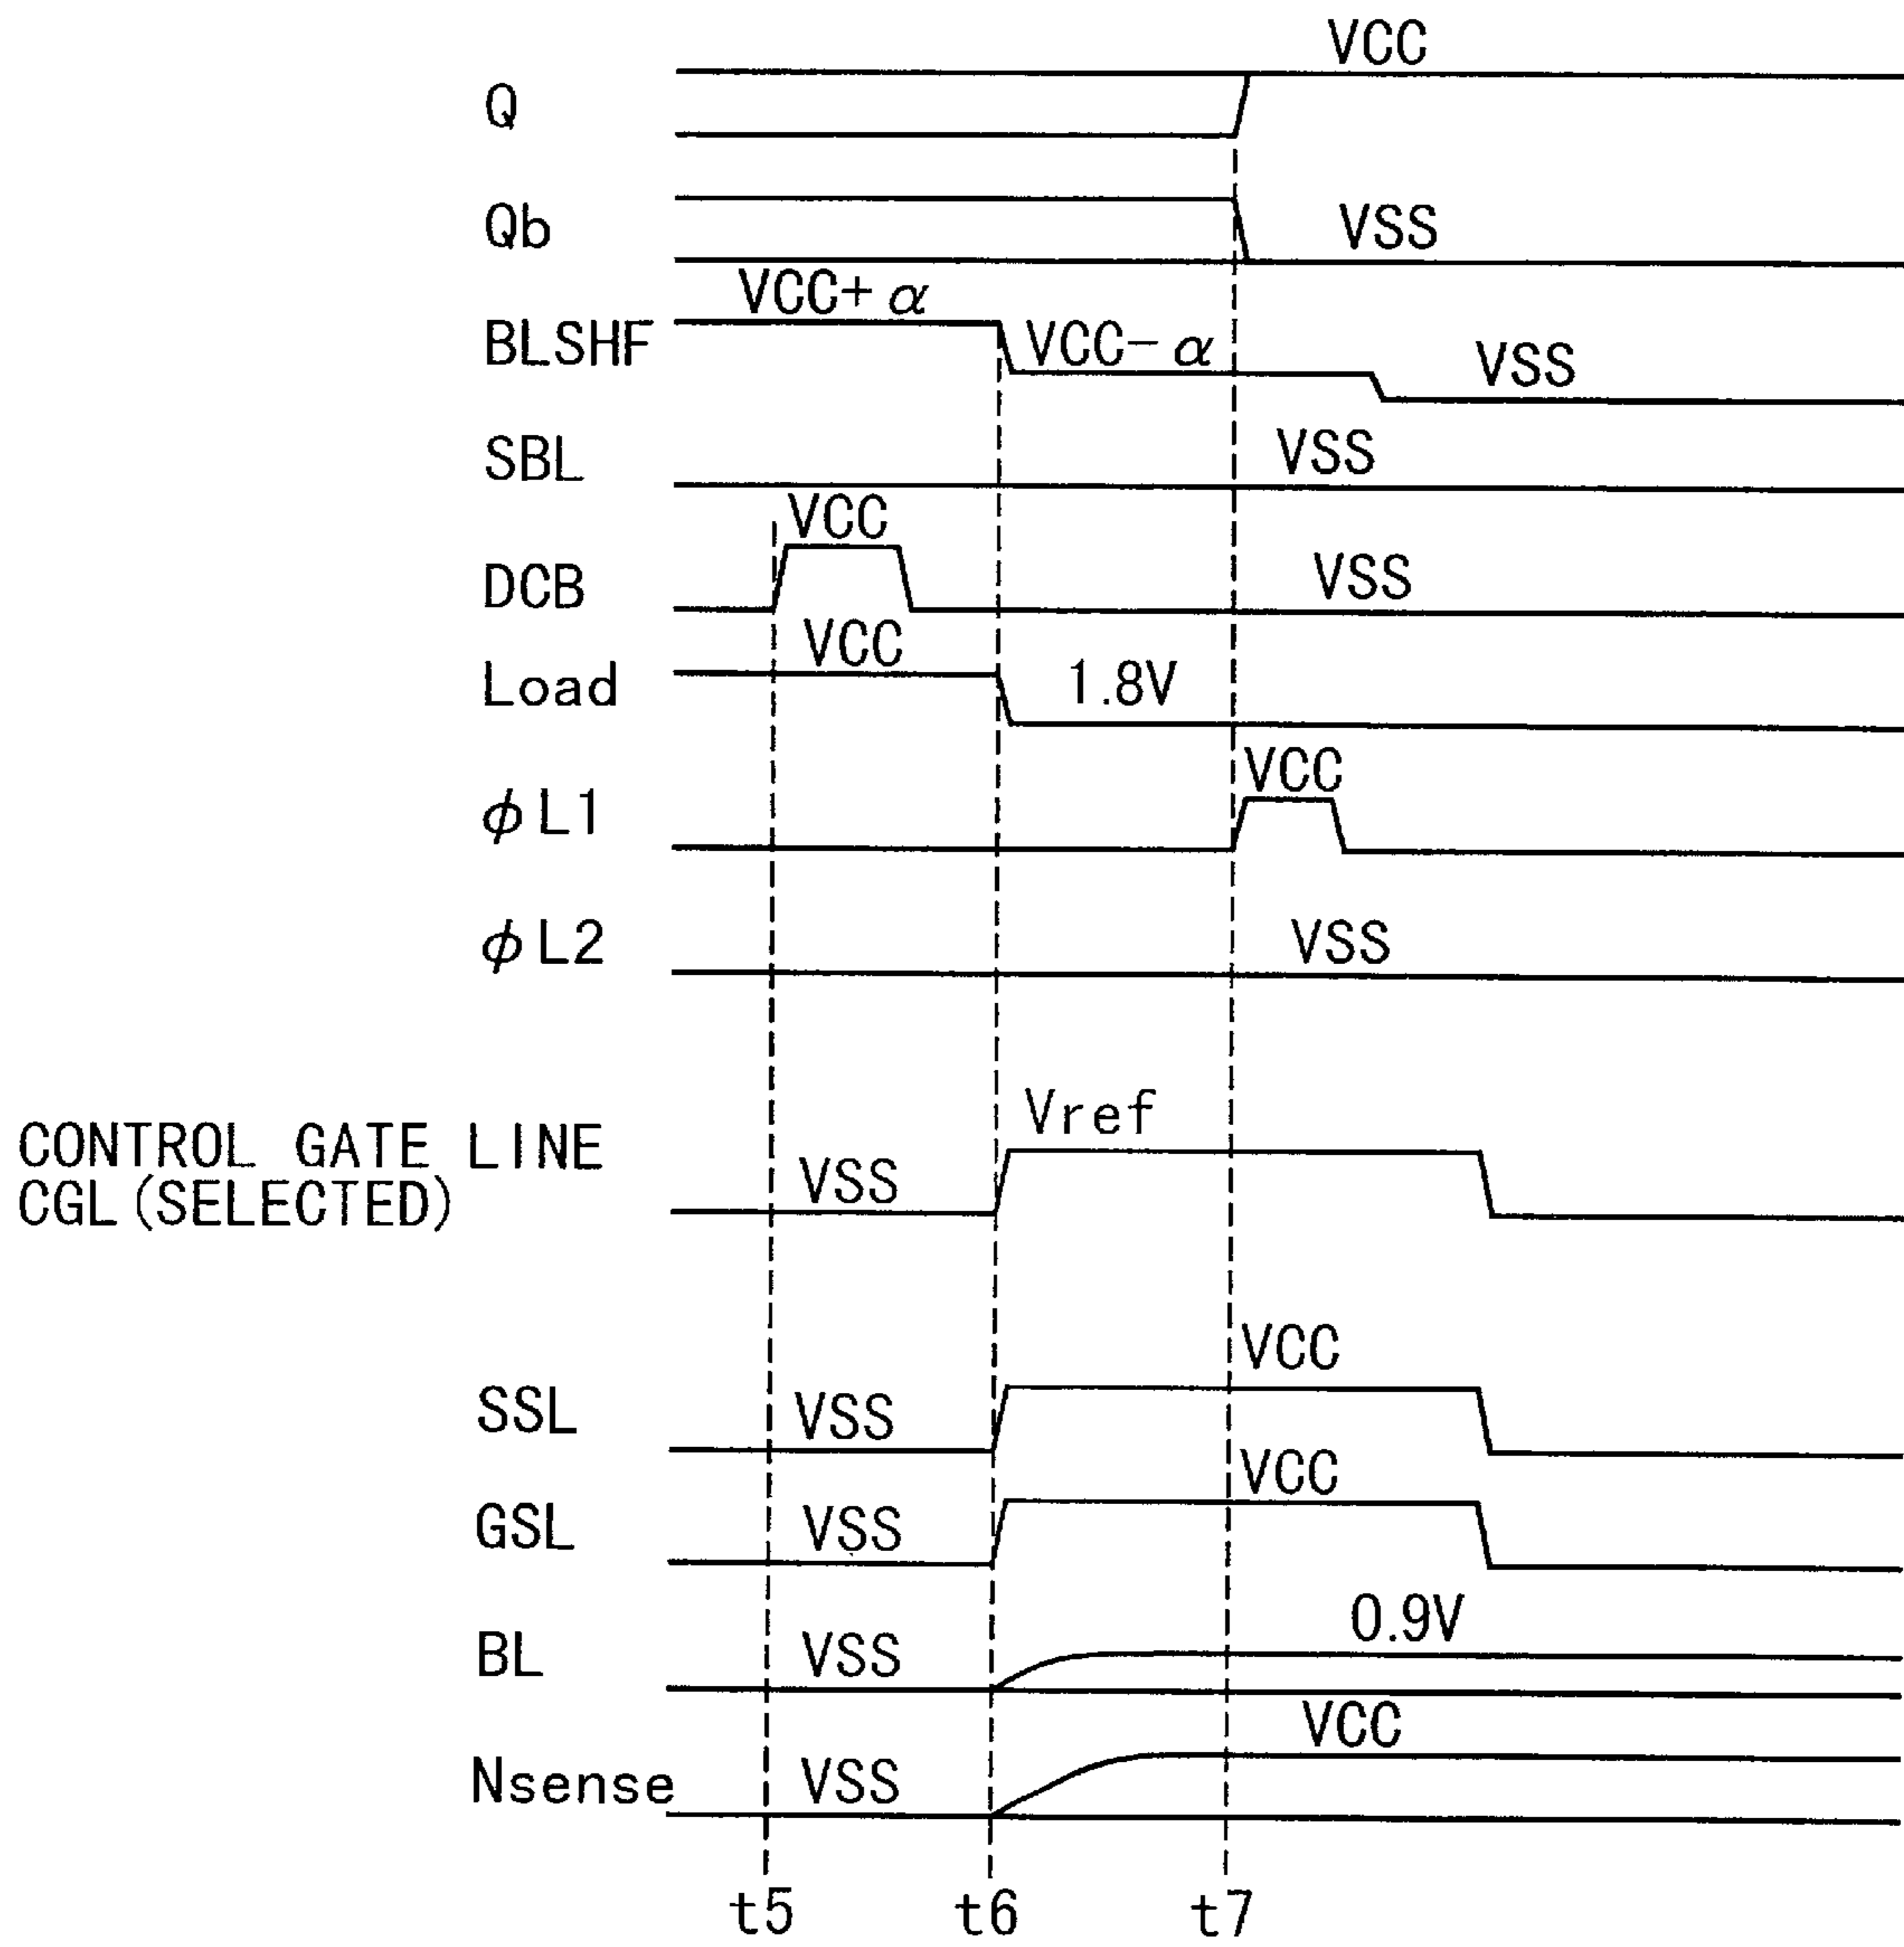 VCC
Q
Qb VSS
VCC+α
BLSHF VCC-α VSS
SBL VSS
VCC
DCB VSS
VCC
Load 1.8V
VCC
φL1
φL2 VSS
Vref
CONTROL GATE LINE
CGL(SELECTED) VSS
VCC
SSL VSS
VCC
GSL VSS
0.9V
BL VSS
VCC
Nsense VSS
t5 t6 t7